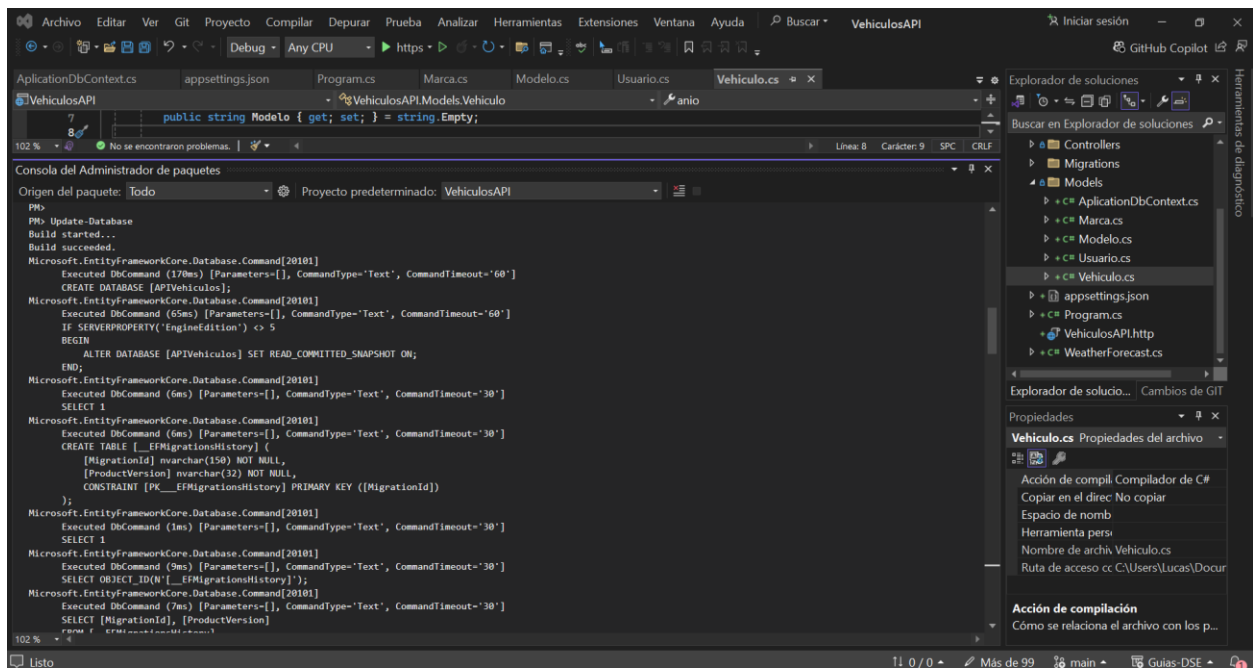 Archivo Editar Ver Git Proyecto Compilar Depurar Prueba Analizar Herramientas Extensiones Ventana Ayuda Buscar VehiculosAPI Iniciar sesión
Debug Any CPU https GitHub Copilot
AplicationDbContext.cs appsettings.json Program.cs Marca.cs Modelo.cs Usuario.cs Vehiculo.cs
VehiculosAPI VehiculosAPI.Models.Vehiculo anio
7 public string Modelo { get; set; } = string.Empty;
8
102 % No se encontraron problemas. Línea: 8 Carácter: 9 SPC CRLF
Consola del Administrador de paquetes
Origen del paquete: Todo Proyecto predeterminado: VehiculosAPI
PM>
PM> Update-Database
Build started...
Build succeeded.
Microsoft.EntityFrameworkCore.Database.Command[20101]
Executed DbCommand (170ms) [Parameters=[], CommandType='Text', CommandTimeout='60']
CREATE DATABASE [APIVehiculos];
Microsoft.EntityFrameworkCore.Database.Command[20101]
Executed DbCommand (65ms) [Parameters=[], CommandType='Text', CommandTimeout='60']
IF SERVERPROPERTY('EngineEdition') <> 5
BEGIN
ALTER DATABASE [APIVehiculos] SET READ_COMMITTED_SNAPSHOT ON;
END;
Microsoft.EntityFrameworkCore.Database.Command[20101]
Executed DbCommand (6ms) [Parameters=[], CommandType='Text', CommandTimeout='30']
SELECT 1
Microsoft.EntityFrameworkCore.Database.Command[20101]
Executed DbCommand (6ms) [Parameters=[], CommandType='Text', CommandTimeout='30']
CREATE TABLE [__EFMigrationsHistory] (
[MigrationId] nvarchar(150) NOT NULL,
[ProductVersion] nvarchar(32) NOT NULL,
CONSTRAINT [PK___EFMigrationsHistory] PRIMARY KEY ([MigrationId])
);
Microsoft.EntityFrameworkCore.Database.Command[20101]
Executed DbCommand (1ms) [Parameters=[], CommandType='Text', CommandTimeout='30']
SELECT 1
Microsoft.EntityFrameworkCore.Database.Command[20101]
Executed DbCommand (9ms) [Parameters=[], CommandType='Text', CommandTimeout='30']
SELECT OBJECT_ID(N'[__EFMigrationsHistory]');
Microsoft.EntityFrameworkCore.Database.Command[20101]
Executed DbCommand (7ms) [Parameters=[], CommandType='Text', CommandTimeout='30']
SELECT [MigrationId], [ProductVersion]
102 %
Explorador de soluciones
Buscar en Explorador de soluciones
Controllers
Migrations
Models
C# AplicationDbContext.cs
C# Marca.cs
C# Modelo.cs
C# Usuario.cs
C# Vehiculo.cs
appsettings.json
C# Program.cs
VehiculosAPI.http
C# WeatherForecast.cs
Explorador de solucio... Cambios de GIT
Propiedades
Vehiculo.cs Propiedades del archivo
Acción de compil Compilador de C#
Copiar en el direc No copiar
Espacio de nomb
Herramienta pers
Nombre de archiv Vehiculo.cs
Ruta de acceso cc C:\Users\Lucas\Docur
Acción de compilación
Cómo se relaciona el archivo con los p...
Herramientas de diagnóstico
Listo 0 / 0 Más de 99 main Guias-DSE